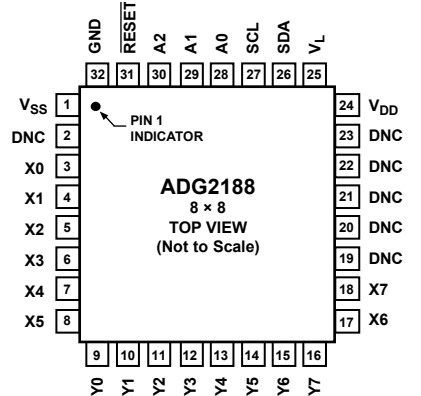 GND
RESET
A2
A1
A0
SCL
SDA
VL
32
31
30
29
28
27
26
25
VSS 1
DNC 2
X0 3
X1 4
X2 5
X3 6
X4 7
X5 8
PIN 1
INDICATOR
ADG2188
8 × 8
TOP VIEW
(Not to Scale)
24 VDD
23 DNC
22 DNC
21 DNC
20 DNC
19 DNC
18 X7
17 X6
9
10
11
12
13
14
15
16
Y0
Y1
Y2
Y3
Y4
Y5
Y6
Y7